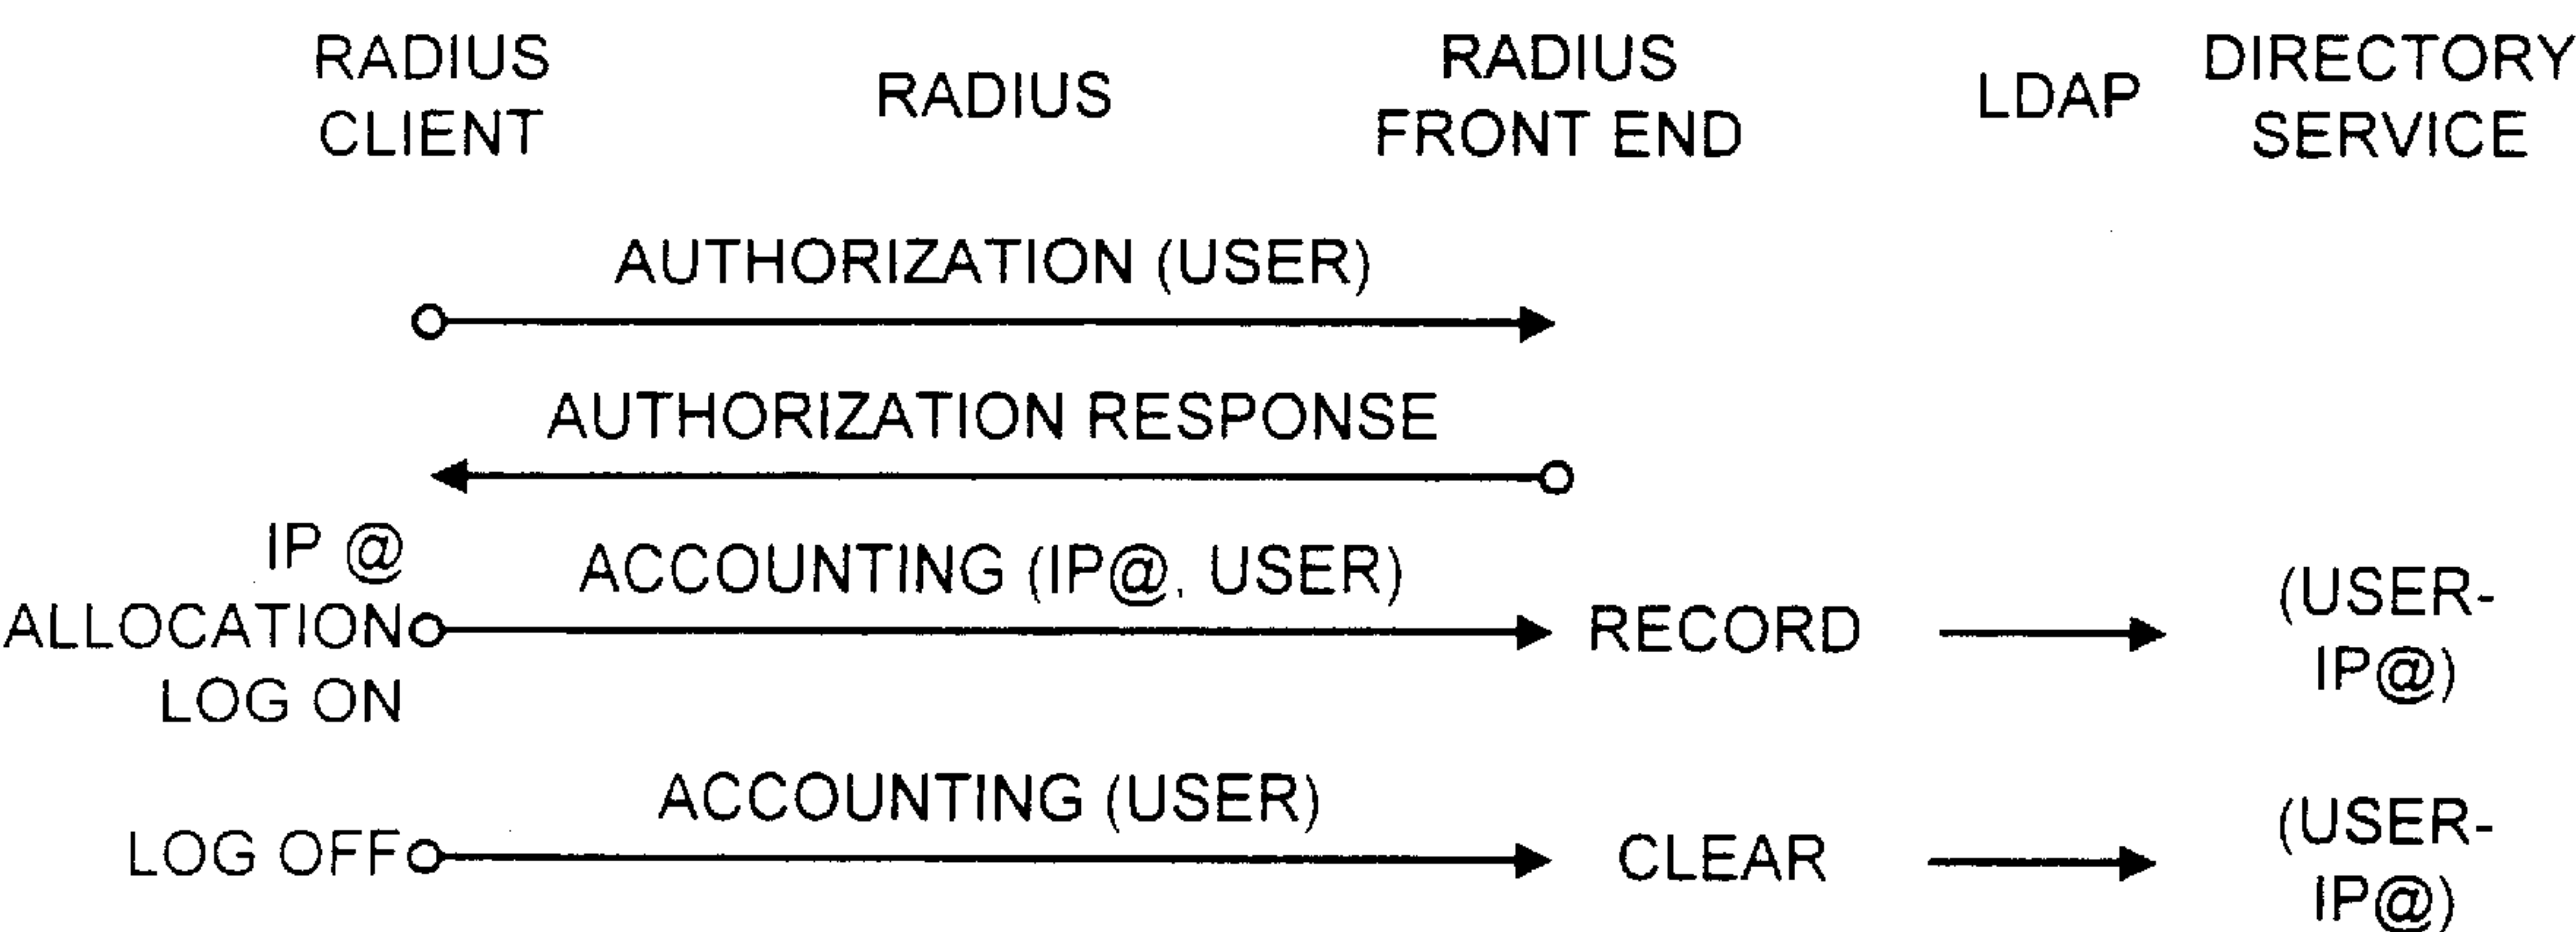 RADIUS
CLIENT
RADIUS
RADIUS
FRONT END
LDAP
DIRECTORY
SERVICE
AUTHORIZATION (USER)
AUTHORIZATION RESPONSE
IP @
ALLOCATION
LOG ON
ACCOUNTING (IP@, USER)
RECORD
(USER-
IP@)
LOG OFF
ACCOUNTING (USER)
CLEAR
(USER-
IP@)